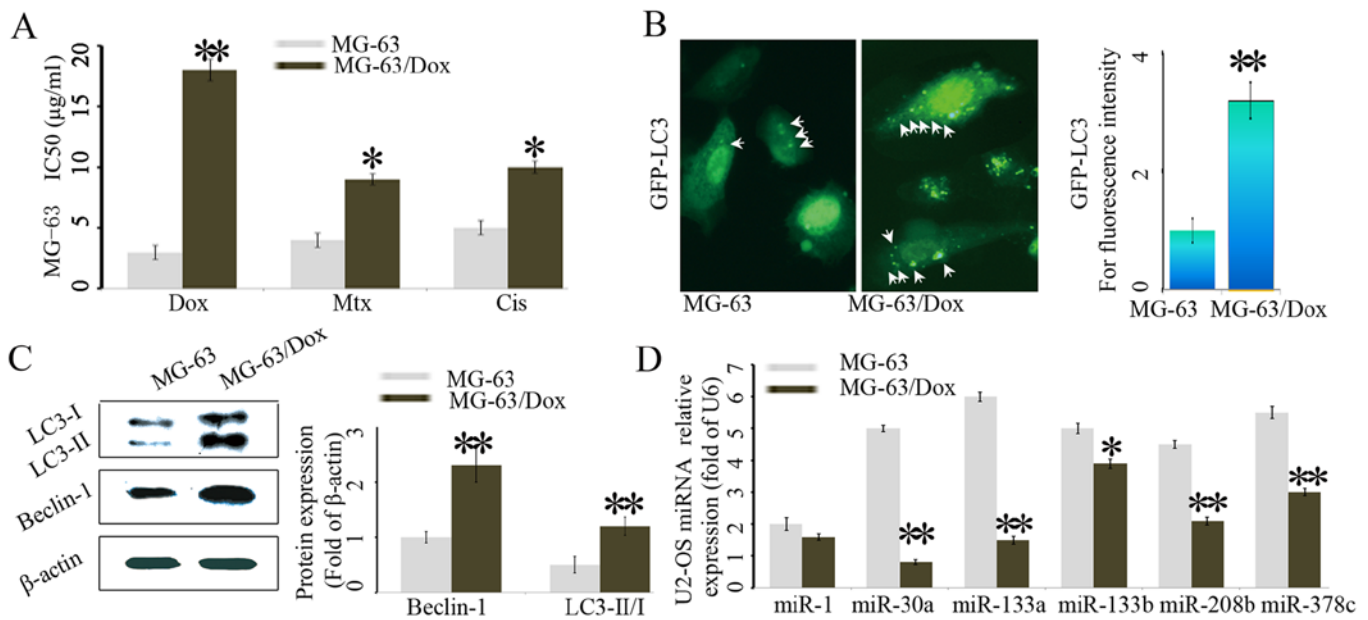 A
MG-63
MG-63/Dox
MG-63 IC50 (μg/ml)
20
15
10
5
0
**
*
*
Dox Mtx Cis
B
GFP-LC3
MG-63 MG-63/Dox
GFP-LC3
For fluorescence intensity
4
2
0
**
MG-63 MG-63/Dox
C
MG-63 MG-63/Dox
LC3-I
LC3-II
Beclin-1
β-actin
MG-63
MG-63/Dox
Protein expression
(Fold of β-actin)
3
2
1
0
**
**
Beclin-1 LC3-II/I
D
MG-63
MG-63/Dox
U2-OS miRNA relative
expression (fold of U6)
7
6
5
4
3
2
1
0
**
**
*
**
**
miR-1 miR-30a miR-133a miR-133b miR-208b miR-378c